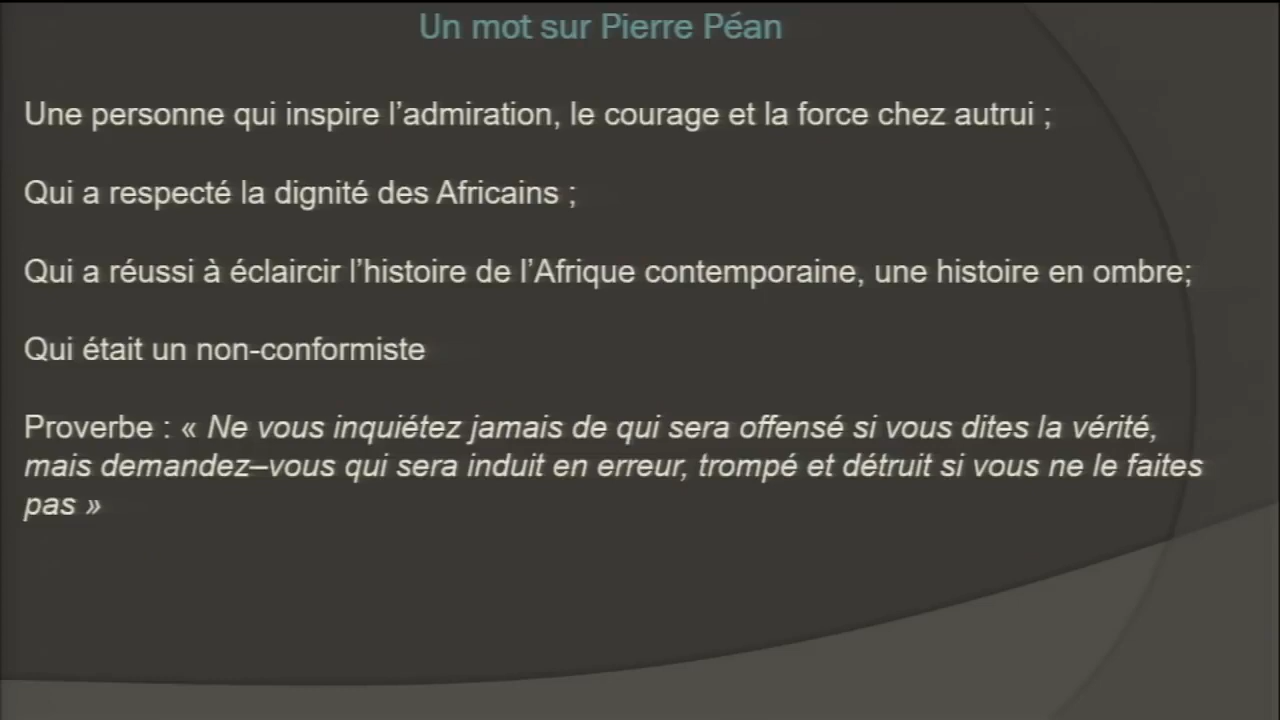 Un mot sur Pierre Péan
Une personne qui inspire l’admiration, le courage et la force chez autrui ;
Qui a respecté la dignité des Africains ;
Qui a réussi à éclaircir l’histoire de l’Afrique contemporaine, une histoire en ombre;
Qui était un non-conformiste
Proverbe : « Ne vous inquiétez jamais de qui sera offensé si vous dites la vérité,
mais demandez–vous qui sera induit en erreur, trompé et détruit si vous ne le faites
pas »